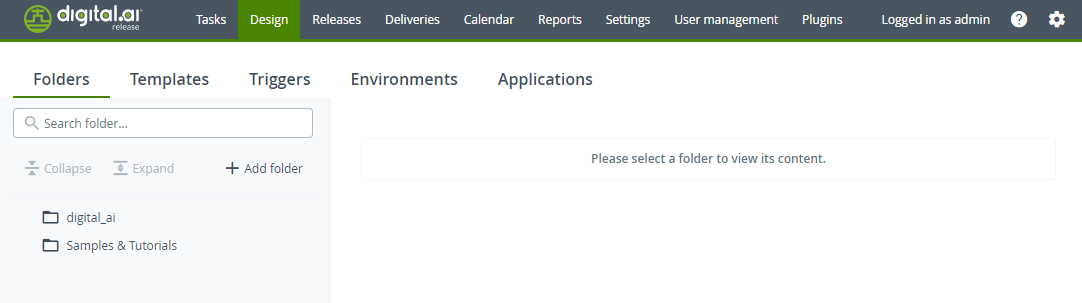 digital.ai release Tasks Design Releases Deliveries Calendar Reports Settings User management Plugins Logged in as admin ?
Folders Templates Triggers Environments Applications
Search folder...
Collapse Expand + Add folder
Please select a folder to view its content.
digital_ai
Samples & Tutorials